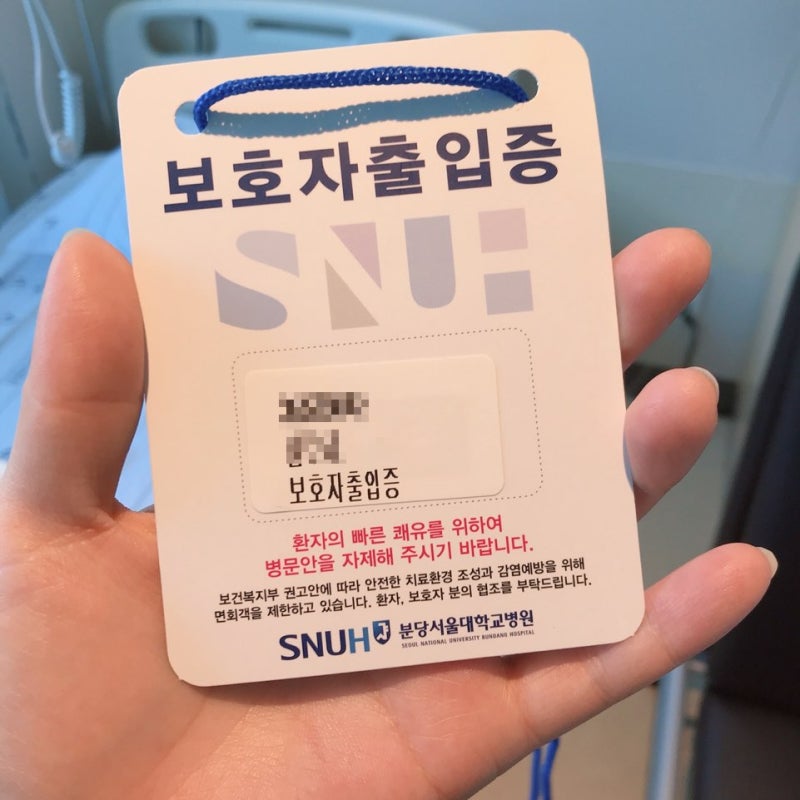 보호자출입증
SNUH
보호자출입증
환자의 빠른 쾌유를 위하여
병문안을 자제해 주시기 바랍니다.
보건복지부 권고안에 따라 안전한 치료환경 조성과 감염예방을 위해
면회객을 제한하고 있습니다. 환자, 보호자 분의 협조를 부탁드립니다.
SNUH 분당서울대학교병원
SEOUL NATIONAL UNIVERSITY BUNDANG HOSPITAL